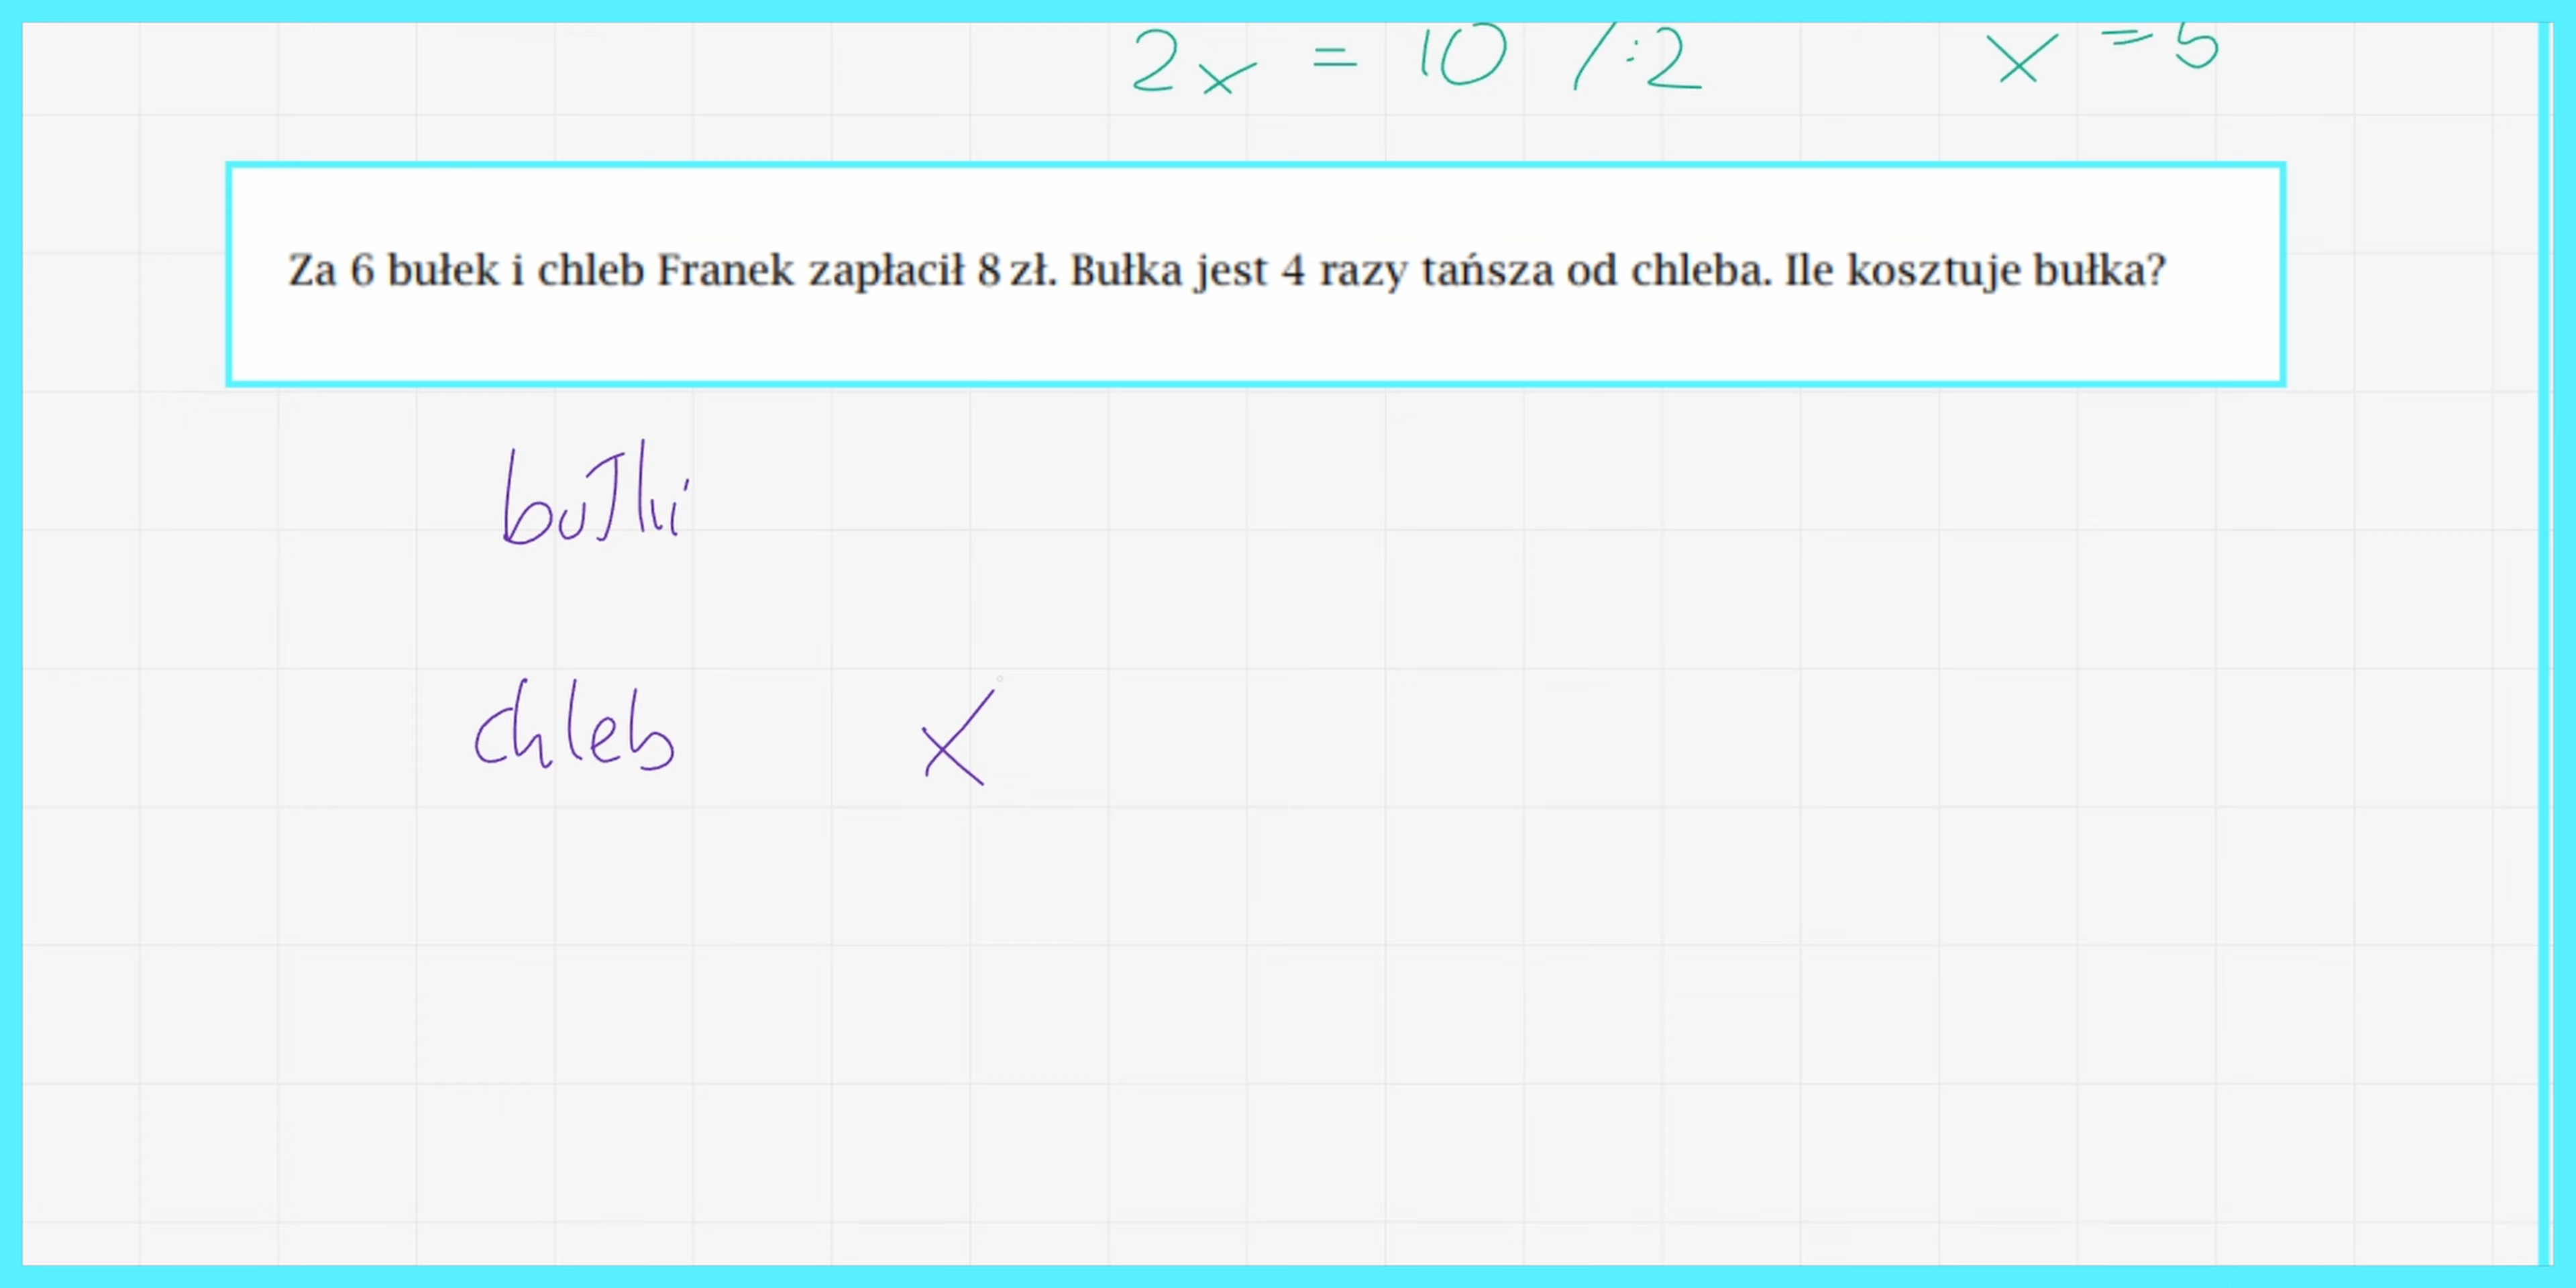 2x = 10 /:2 x = 5
Za 6 bułek i chleb Franek zapłacił 8 zł. Bułka jest 4 razy tańsza od chleba. Ile kosztuje bułka?
bułki
chleb x